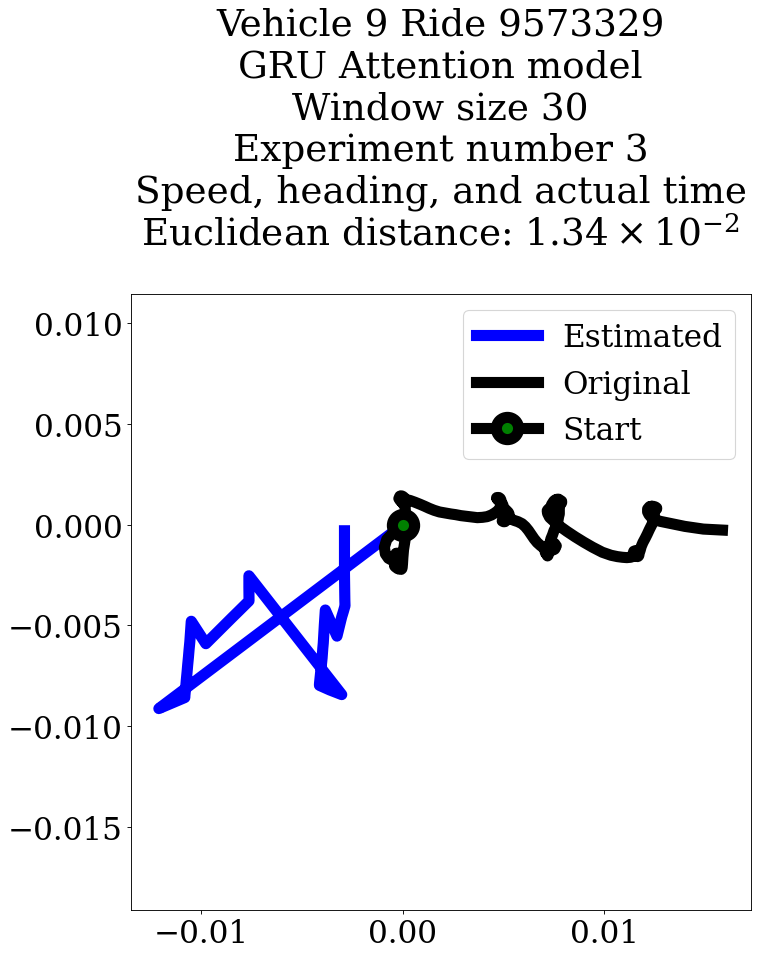 Vehicle 9 Ride 9573329
GRU Attention model
Window size 30
Experiment number 3
Speed, heading, and actual time
Euclidean distance: 1.34 × 10⁻²
Estimated
Original
Start
0.010
0.005
0.000
−0.005
−0.010
−0.015
−0.01 0.00 0.01